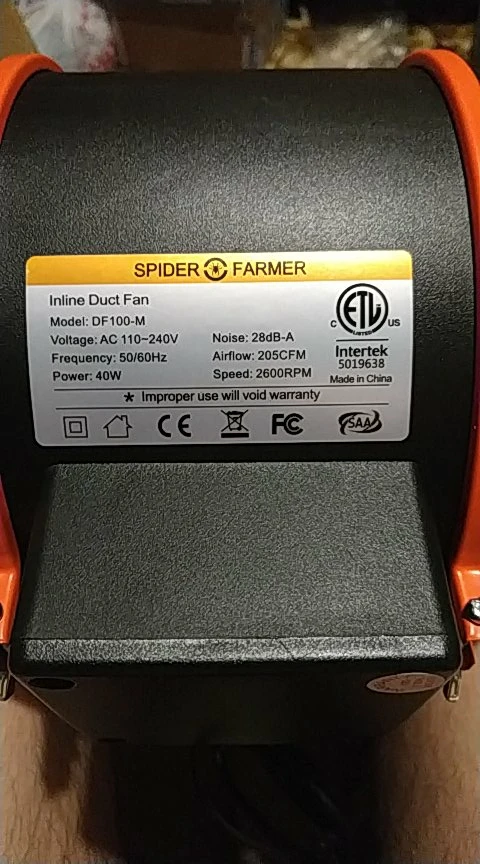 SPIDER FARMER
Inline Duct Fan
Model: DF100-M
Voltage: AC 110~240V
Frequency: 50/60Hz
Power: 40W
Noise: 28dB-A
Airflow: 205CFM
Speed: 2600RPM
ETL
C US
LISTED
Intertek
5019638
Made in China
* Improper use will void warranty
CE FC SAA